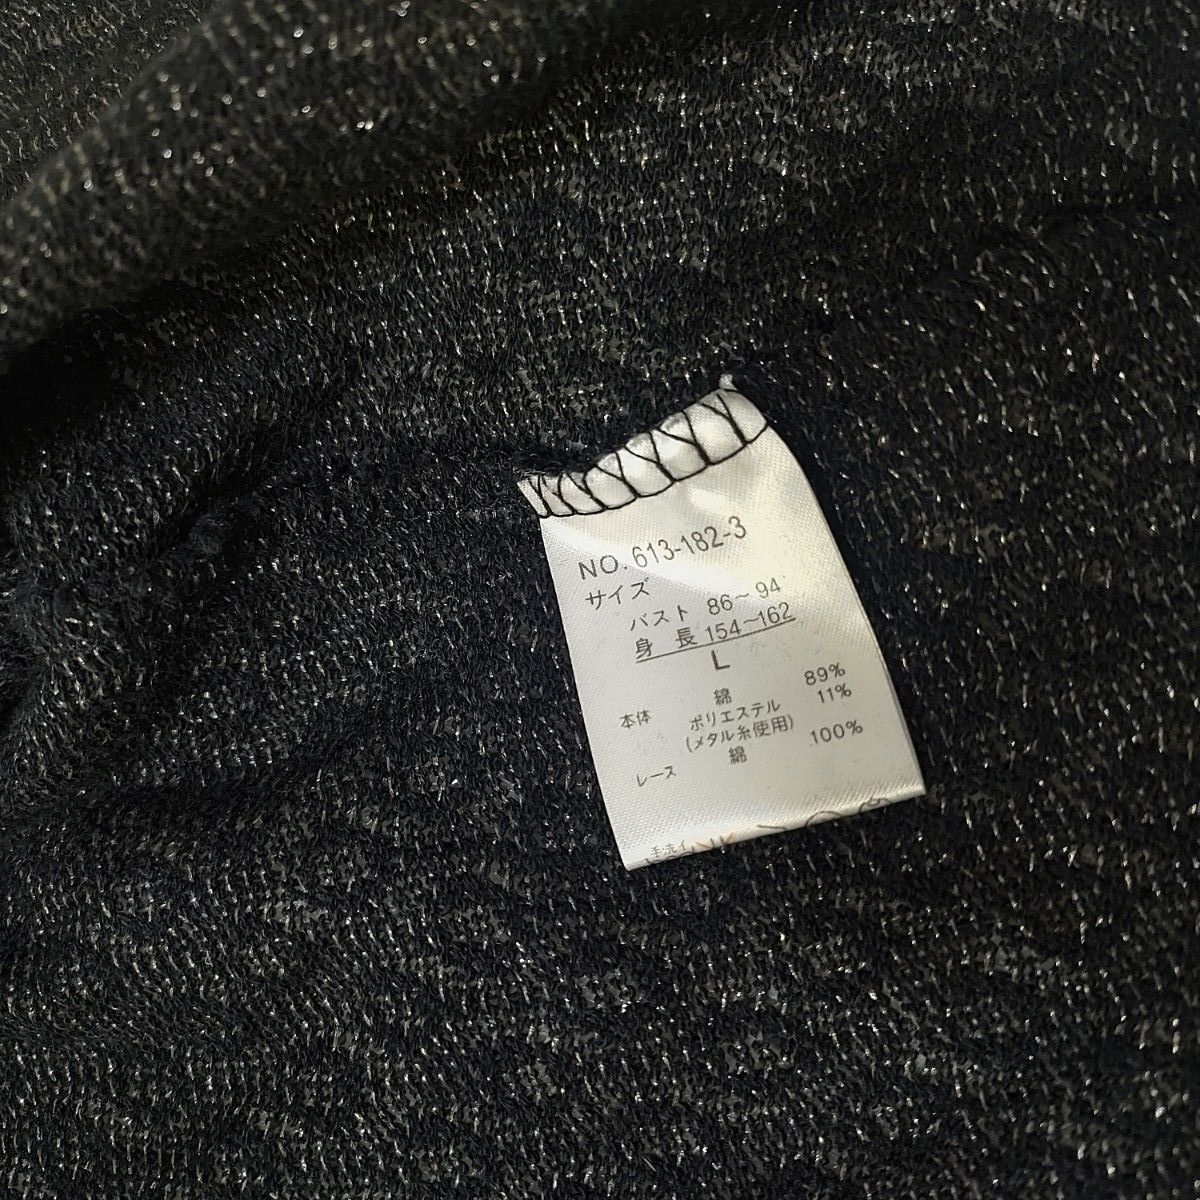 NO.613-182-3
サイズ
バスト 86～94
身 長 154～162
L
本体 綿 89%
ポリエステル 11%
(メタル糸使用)
レース 綿 100%